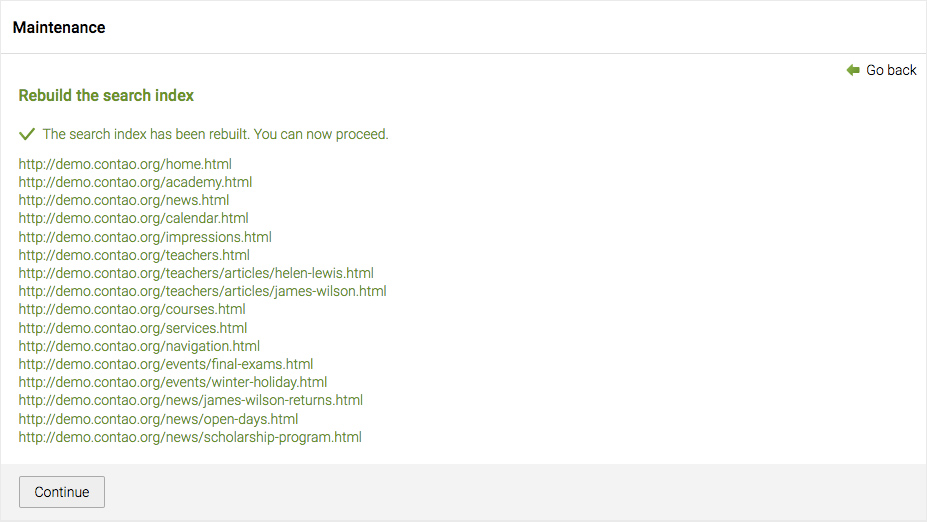 Maintenance
Go back
Rebuild the search index
The search index has been rebuilt. You can now proceed.
http://demo.contao.org/home.html
http://demo.contao.org/academy.html
http://demo.contao.org/news.html
http://demo.contao.org/calendar.html
http://demo.contao.org/impressions.html
http://demo.contao.org/teachers.html
http://demo.contao.org/teachers/articles/helen-lewis.html
http://demo.contao.org/teachers/articles/james-wilson.html
http://demo.contao.org/courses.html
http://demo.contao.org/services.html
http://demo.contao.org/navigation.html
http://demo.contao.org/events/final-exams.html
http://demo.contao.org/events/winter-holiday.html
http://demo.contao.org/news/james-wilson-returns.html
http://demo.contao.org/news/open-days.html
http://demo.contao.org/news/scholarship-program.html
Continue